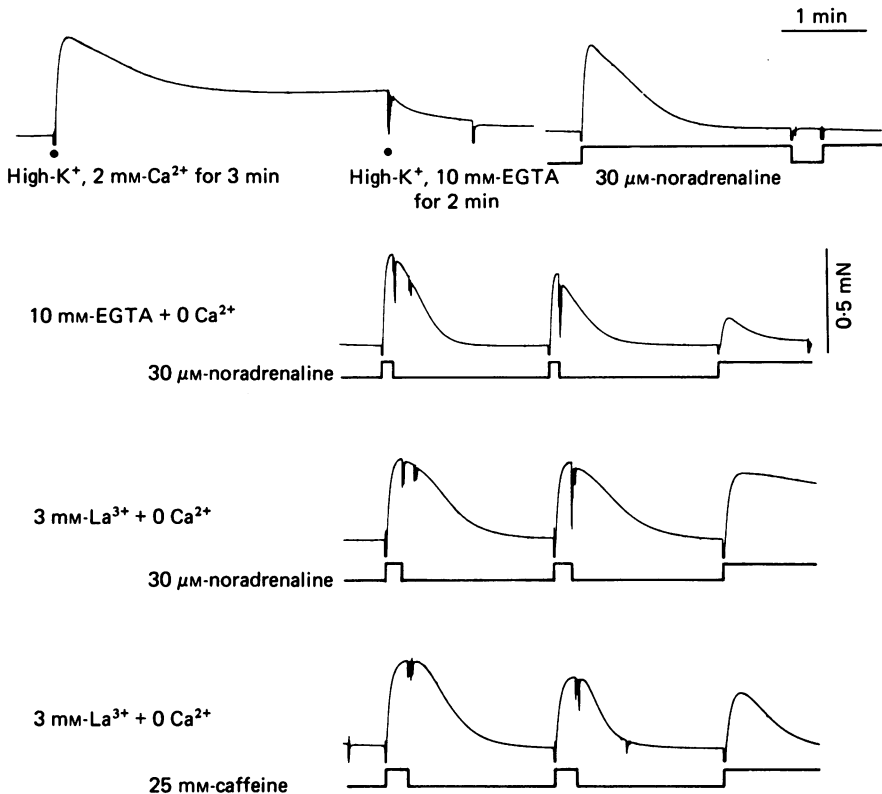 1 min
High-K⁺, 2 mM-Ca²⁺ for 3 min
High-K⁺, 10 mM-EGTA
for 2 min
30 μM-noradrenaline
10 mM-EGTA + 0 Ca²⁺
0·5 mN
30 μM-noradrenaline
3 mM-La³⁺ + 0 Ca²⁺
30 μM-noradrenaline
3 mM-La³⁺ + 0 Ca²⁺
25 mM-caffeine